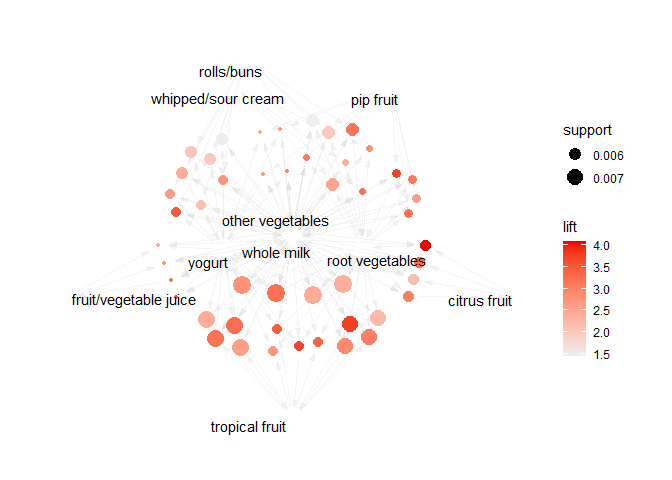 rolls/buns
whipped/sour cream
pip fruit
other vegetables
whole milk
yogurt
root vegetables
fruit/vegetable juice
citrus fruit
tropical fruit
support
0.006
0.007
lift
4.0
3.5
3.0
2.5
2.0
1.5